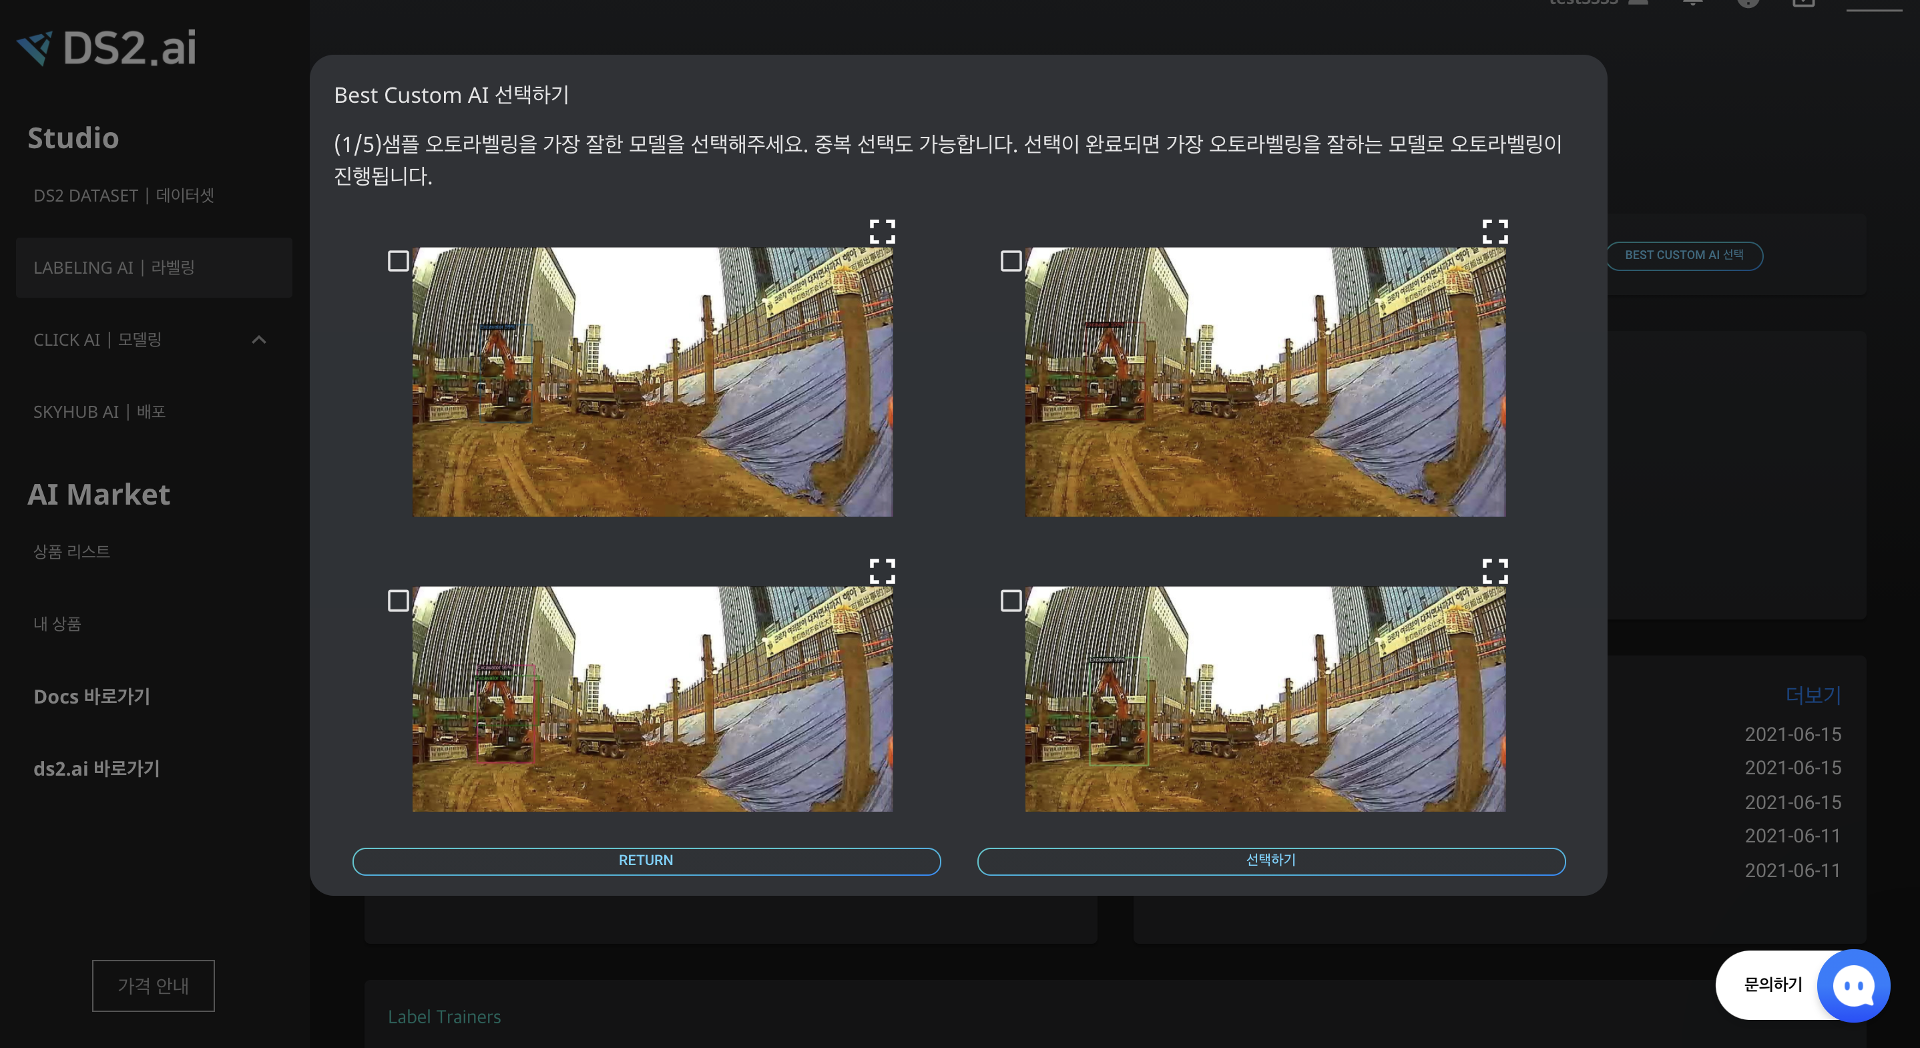 DS2.ai
test5555
Studio
DS2 DATASET | 데이터셋
LABELING AI | 라벨링
CLICK AI | 모델링
SKYHUB AI | 배포
AI Market
상품 리스트
내 상품
Docs 바로가기
ds2.ai 바로가기
가격 안내
Best Custom AI 선택하기
(1/5)샘플 오토라벨링을 가장 잘한 모델을 선택해주세요. 중복 선택도 가능합니다. 선택이 완료되면 가장 오토라벨링을 잘하는 모델로 오토라벨링이
진행됩니다.
RETURN
선택하기
BEST CUSTOM AI 선택
더보기
2021-06-15
2021-06-15
2021-06-15
2021-06-11
2021-06-11
Label Trainers
문의하기